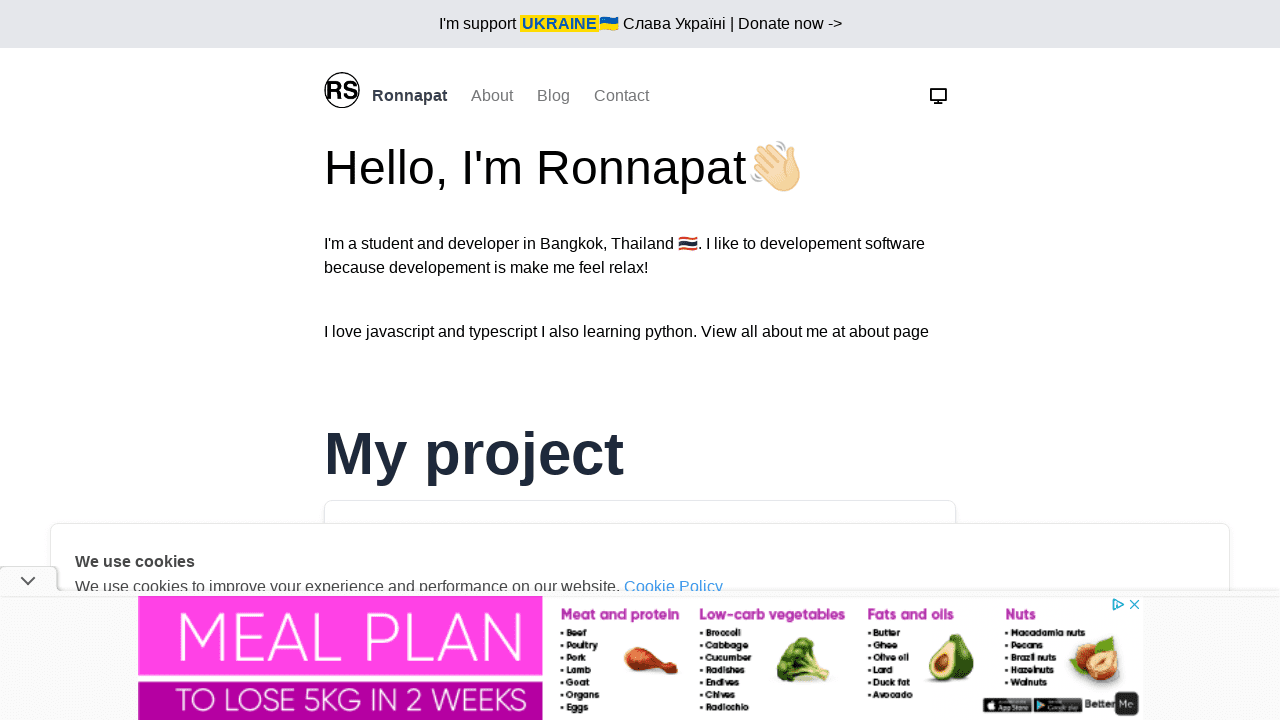 I'm support UKRAINE🇺🇦 Слава Україні | Donate now ->
RS Ronnapat About Blog Contact
Hello, I'm Ronnapat👋🏼
I'm a student and developer in Bangkok, Thailand 🇹🇭. I like to developement software
because developement is make me feel relax!
I love javascript and typescript I also learning python. View all about me at about page
My project
We use cookies
We use cookies to improve your experience and performance on our website. Cookie Policy
MEAL PLAN
TO LOSE 5KG IN 2 WEEKS
Meat and protein
• Beef
• Poultry
• Pork
• Lamb
• Goat
• Organs
• Eggs
Low-carb vegetables
• Broccoli
• Cabbage
• Cucumber
• Radishes
• Endives
• Chives
• Radicchio
Fats and oils
• Butter
• Ghee
• Olive oil
• Lard
• Duck fat
• Avocado
Nuts
• Macadamia nuts
• Pecans
• Brazil nuts
• Hazelnuts
• Walnuts
App Store
Google play
BetterMe